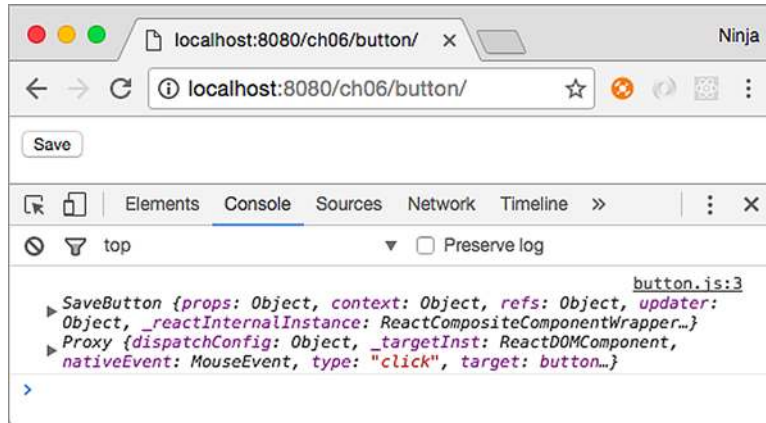 localhost:8080/ch06/button/
Ninja
localhost:8080/ch06/button/
Save
Elements Console Sources Network Timeline »
top Preserve log
button.js:3
SaveButton {props: Object, context: Object, refs: Object, updater:
Object, _reactInternalInstance: ReactCompositeComponentWrapper…}
Proxy {dispatchConfig: Object, _targetInst: ReactDOMComponent,
nativeEvent: MouseEvent, type: "click", target: button…}
>